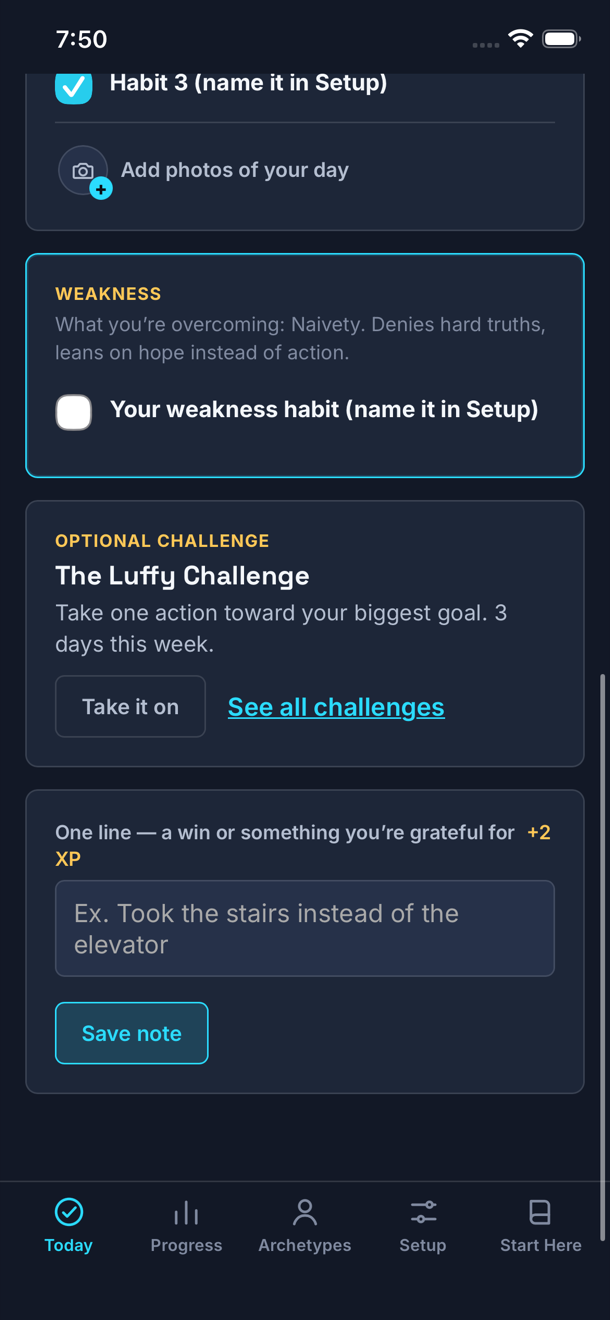 7:50
Habit 3 (name it in Setup)
Add photos of your day
WEAKNESS
What you’re overcoming: Naivety. Denies hard truths,
leans on hope instead of action.
Your weakness habit (name it in Setup)
OPTIONAL CHALLENGE
The Luffy Challenge
Take one action toward your biggest goal. 3
days this week.
Take it on
See all challenges
One line — a win or something you’re grateful for +2
XP
Ex. Took the stairs instead of the
elevator
Save note
Today
Progress
Archetypes
Setup
Start Here